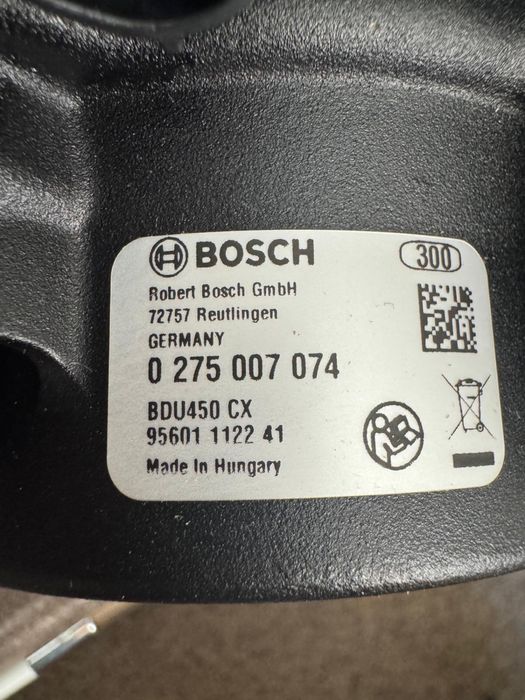 BOSCH
300
Robert Bosch GmbH
72757 Reutlingen
GERMANY
0 275 007 074
BDU450 CX
95601 1122 41
Made In Hungary